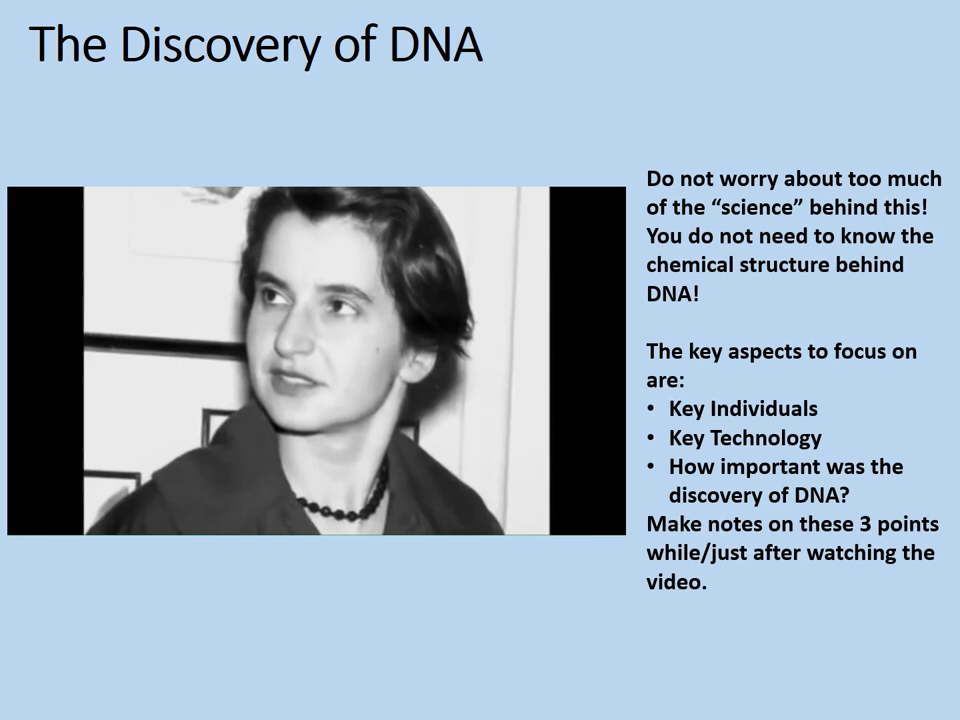 The Discovery of DNA
Do not worry about too much
of the “science” behind this!
You do not need to know the
chemical structure behind
DNA!
The key aspects to focus on
are:
• Key Individuals
• Key Technology
• How important was the
discovery of DNA?
Make notes on these 3 points
while/just after watching the
video.